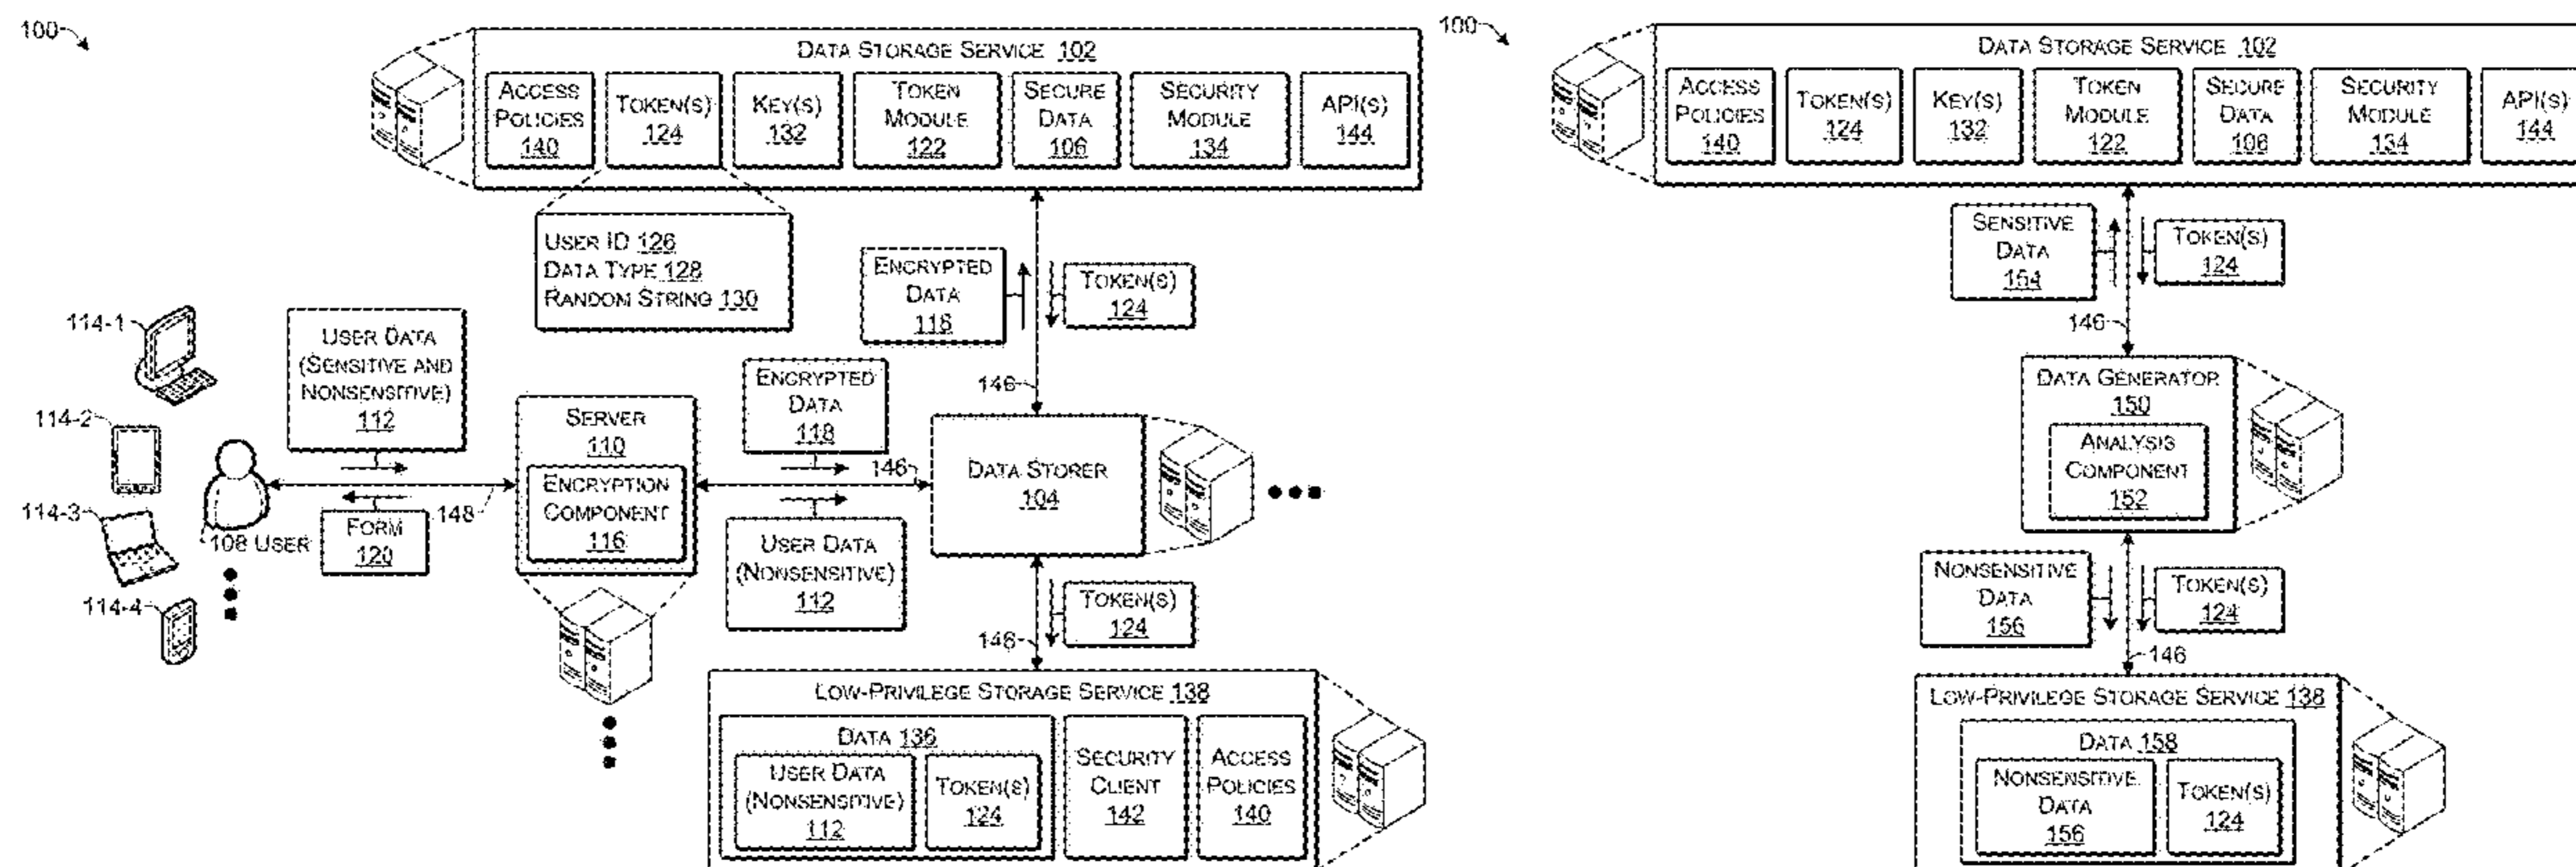 100
DATA STORAGE SERVICE 102
ACCESS
POLICIES
140
TOKEN(S)
124
KEY(S)
132
TOKEN
MODULE
122
SECURE
DATA
106
SECURITY
MODULE
134
API(S)
144
USER ID 126
DATA TYPE 128
RANDOM STRING 130
ENCRYPTED
DATA
118
TOKEN(S)
124
146
114-1
114-2
114-3
114-4
108 USER
USER DATA
(SENSITIVE AND
NONSENSITIVE)
112
FORM
120
148
SERVER
110
ENCRYPTION
COMPONENT
116
ENCRYPTED
DATA
118
146
USER DATA
(NONSENSITIVE)
112
DATA STORER
104
TOKEN(S)
124
146
LOW-PRIVILEGE STORAGE SERVICE 138
DATA 136
USER DATA
(NONSENSITIVE)
112
TOKEN(S)
124
SECURITY
CLIENT
142
ACCESS
POLICIES
140
100
DATA STORAGE SERVICE 102
ACCESS
POLICIES
140
TOKEN(S)
124
KEY(S)
132
TOKEN
MODULE
122
SECURE
DATA
106
SECURITY
MODULE
134
API(S)
144
SENSITIVE
DATA
154
TOKEN(S)
124
146
DATA GENERATOR
150
ANALYSIS
COMPONENT
152
NONSENSITIVE
DATA
156
TOKEN(S)
124
146
LOW-PRIVILEGE STORAGE SERVICE 138
DATA 158
NONSENSITIVE
DATA
156
TOKEN(S)
124